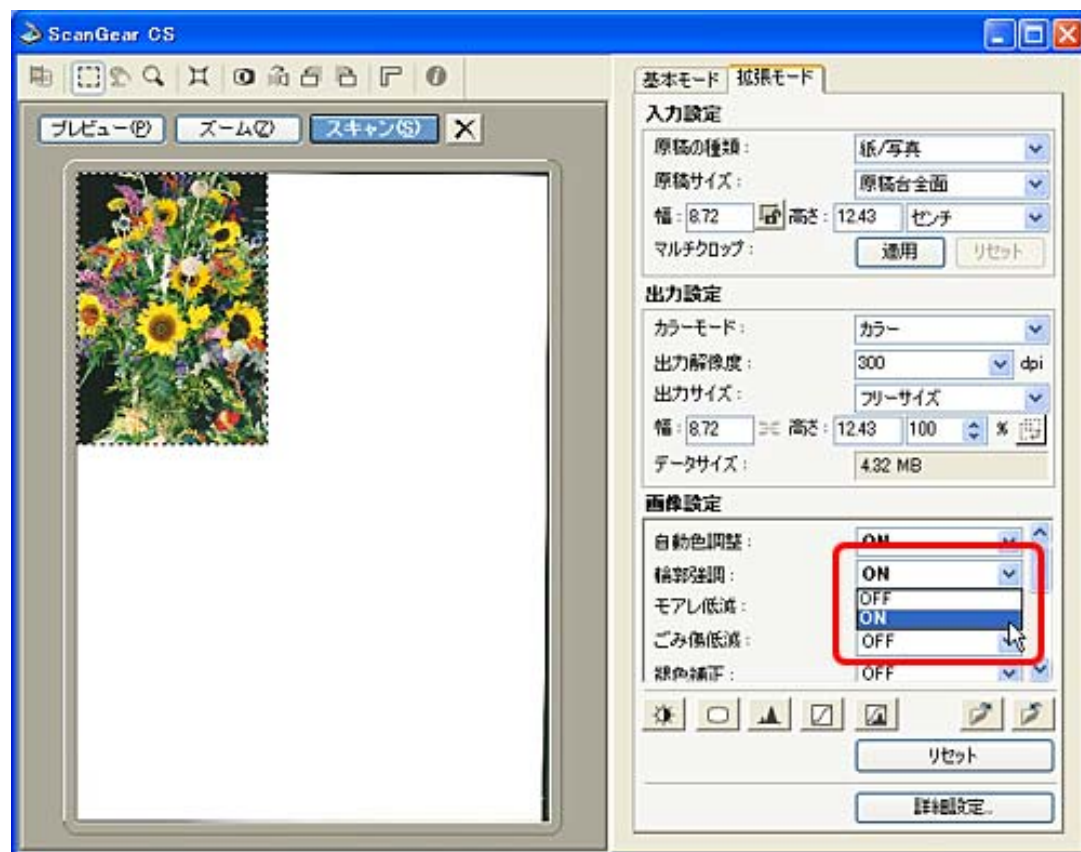 ScanGear CS
プレビュー(P) ズーム(Z) スキャン(S)
基本モード 拡張モード
入力設定
原稿の種類: 紙/写真
原稿サイズ: 原稿台全面
幅: 8.72 高さ: 12.43 センチ
マルチクロップ: 適用 リセット
出力設定
カラーモード: カラー
出力解像度: 300 dpi
出力サイズ: フリーサイズ
幅: 8.72 高さ: 12.43 100 %
データサイズ: 4.32 MB
画像設定
自動色調整: ON
輪郭強調: ON
OFF
モアレ低減: ON
ごみ傷低減: OFF
褪色補正: OFF
リセット
詳細設定...